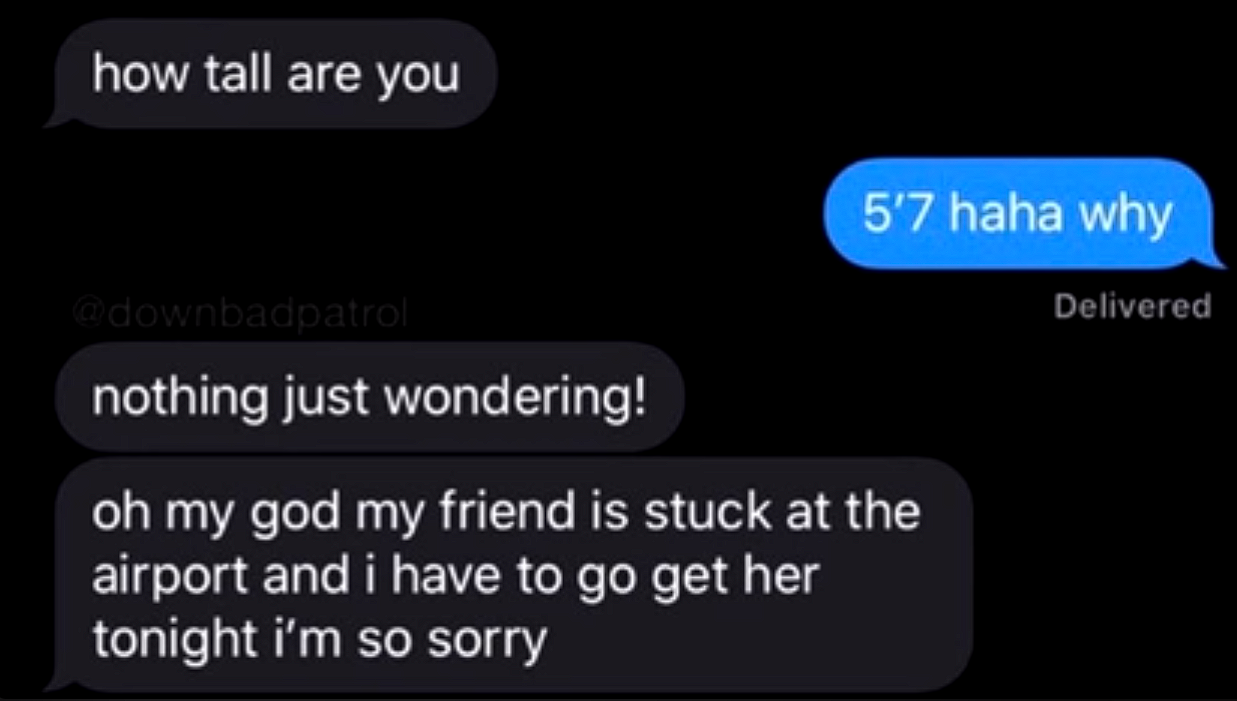 how tall are you
5'7 haha why
Delivered
@downbadpatrol
nothing just wondering!
oh my god my friend is stuck at the
airport and i have to go get her
tonight i'm so sorry